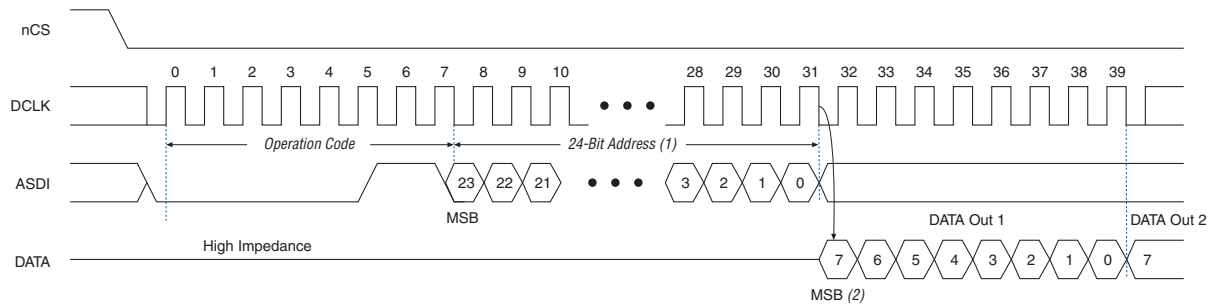 nCS
0 1 2 3 4 5 6 7 8 9 10 28 29 30 31 32 33 34 35 36 37 38 39
DCLK
Operation Code 24-Bit Address (1)
ASDI 23 22 21 3 2 1 0
MSB
DATA Out 1 DATA Out 2
High Impedance
DATA 7 6 5 4 3 2 1 0 7
MSB (2)